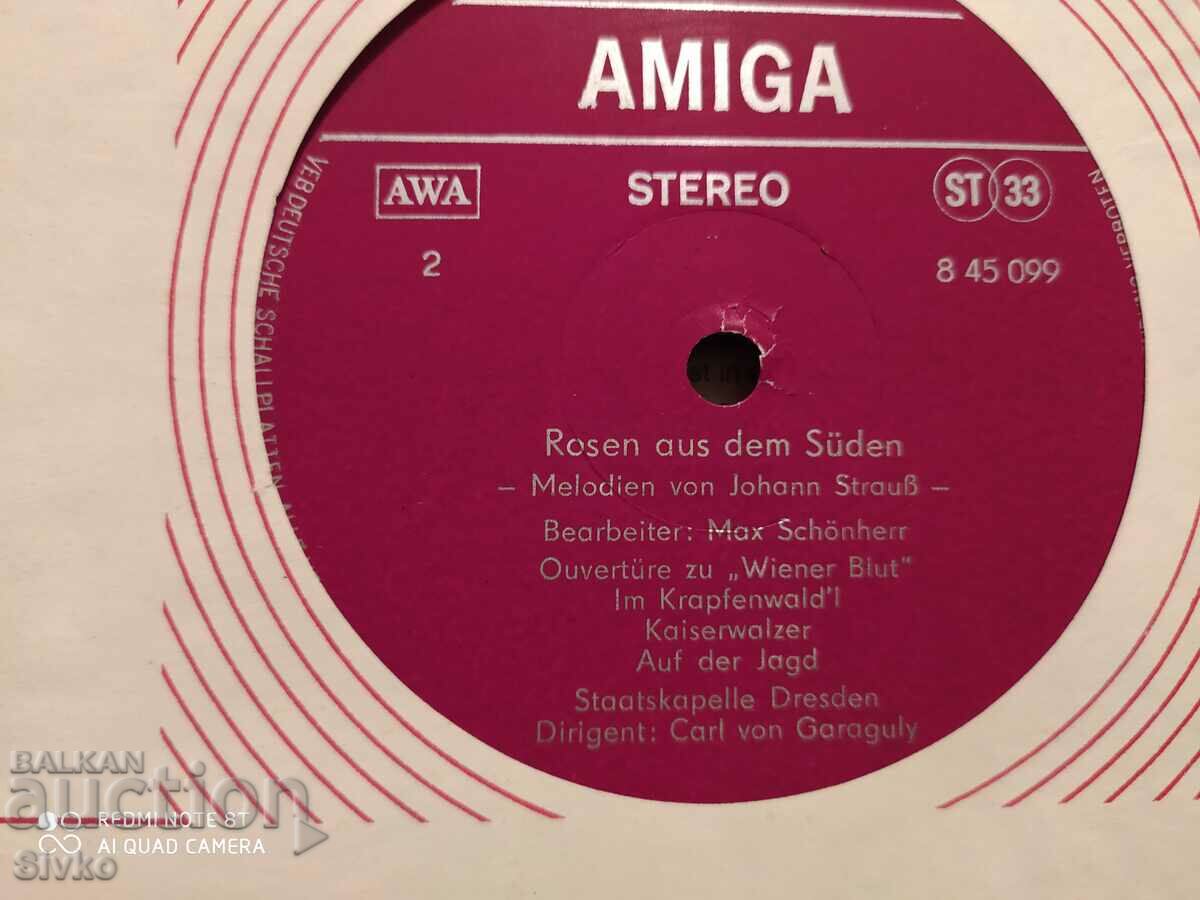 AMIGA
AWA
STEREO
ST 33
2
8 45 099
VEB DEUTSCHE SCHALLPLATTEN
Rosen aus dem Süden
– Melodien von Johann Strauß –
Bearbeiter: Max Schönherr
Ouvertüre zu „Wiener Blut“
Im Krapfenwald'l
Kaiserwalzer
Auf der Jagd
Staatskapelle Dresden
Dirigent: Carl von Garaguly
BALKAN
auction
REDMI NOTE 8T
AI QUAD CAMERA
Sivko